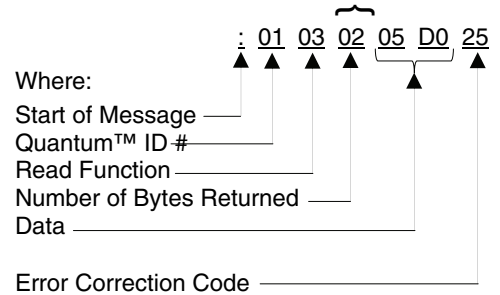 : 01 03 02 05 D0 25
Where:
Start of Message
Quantum™ ID #
Read Function
Number of Bytes Returned
Data
Error Correction Code